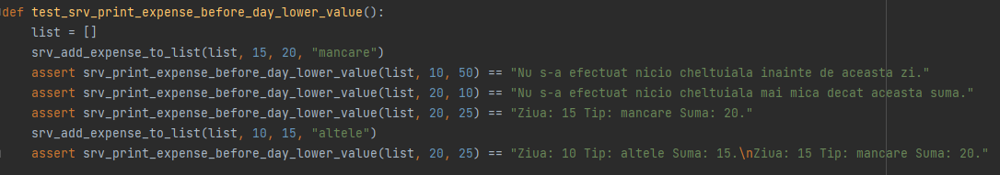 def test_srv_print_expense_before_day_lower_value():
    list = []
    srv_add_expense_to_list(list, 15, 20, "mancare")
    assert srv_print_expense_before_day_lower_value(list, 10, 50) == "Nu s-a efectuat nicio cheltuiala inainte de aceasta zi."
    assert srv_print_expense_before_day_lower_value(list, 20, 10) == "Nu s-a efectuat nicio cheltuiala mai mica decat aceasta suma."
    assert srv_print_expense_before_day_lower_value(list, 20, 25) == "Ziua: 15 Tip: mancare Suma: 20."
    srv_add_expense_to_list(list, 10, 15, "altele")
    assert srv_print_expense_before_day_lower_value(list, 20, 25) == "Ziua: 10 Tip: altele Suma: 15.\nZiua: 15 Tip: mancare Suma: 20."